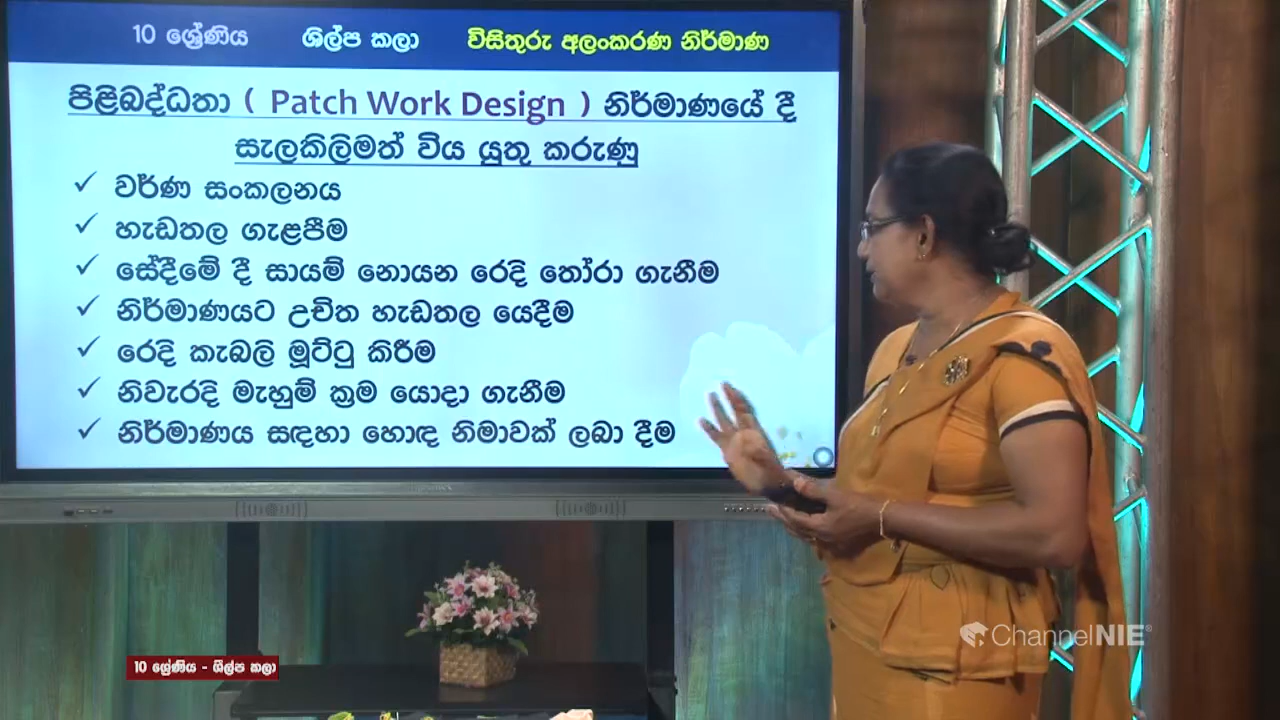 10 ශ්‍රේණිය ශිල්ප කලා විසිතුරු අලංකරණ නිර්මාණ
පිළිබද්ධතා ( Patch Work Design ) නිර්මාණයේ දී
සැලකිලිමත් විය යුතු කරුණු
✓ වර්ණ සංකලනය
✓ හැඩතල ගැළපීම
✓ සේදීමේ දී සායම් නොයන රෙදි තෝරා ගැනීම
✓ නිර්මාණයට උචිත හැඩතල යෙදීම
✓ රෙදි කැබලි මූට්ටු කිරීම
✓ නිවැරදි මැහුම් ක්‍රම යොදා ගැනීම
✓ නිර්මාණය සඳහා හොඳ නිමාවක් ලබා දීම
ChannelNIE®
10 ශ්‍රේණිය - ශිල්ප කලා